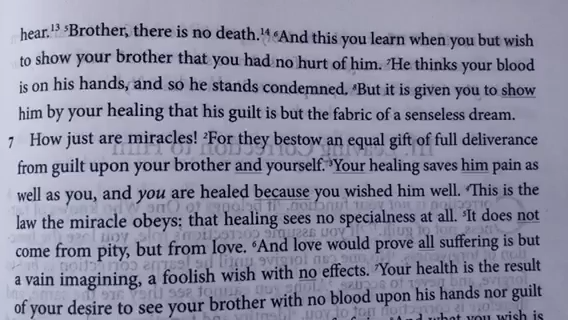 hear.¹³ ⁵Brother, there is no death.¹⁴ ⁶And this you learn when you but wish
to show your brother that you had no hurt of him. ⁷He thinks your blood
is on his hands, and so he stands condemned. ⁸But it is given you to show
him by your healing that his guilt is but the fabric of a senseless dream.
7 How just are miracles! ²For they bestow an equal gift of full deliverance
from guilt upon your brother and yourself. ³Your healing saves him pain as
well as you, and you are healed because you wished him well. ⁴This is the
law the miracle obeys; that healing sees no specialness at all. ⁵It does not
come from pity, but from love. ⁶And love would prove all suffering is but
a vain imagining, a foolish wish with no effects. ⁷Your health is the result
of your desire to see your brother with no blood upon his hands nor guilt
And what you wish is